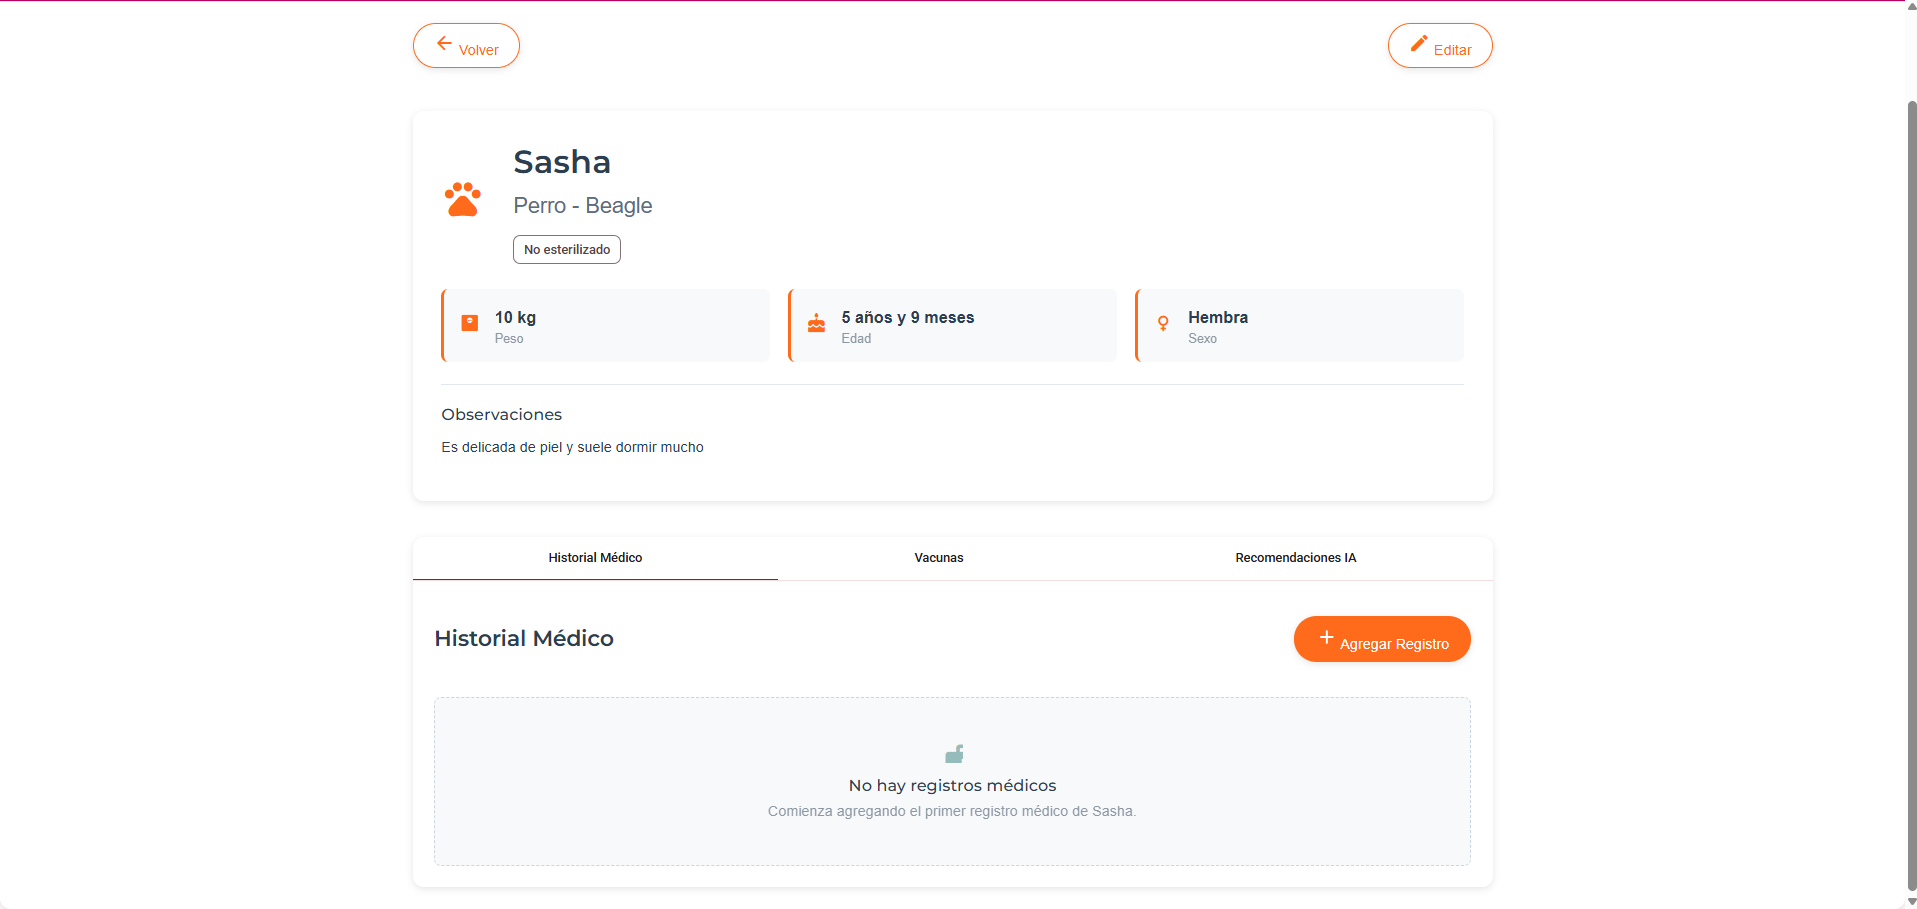 Volver
Editar
Sasha
Perro - Beagle
No esterilizado
10 kg
Peso
5 años y 9 meses
Edad
Hembra
Sexo
Observaciones
Es delicada de piel y suele dormir mucho
Historial Médico
Vacunas
Recomendaciones IA
Historial Médico
Agregar Registro
No hay registros médicos
Comienza agregando el primer registro médico de Sasha.